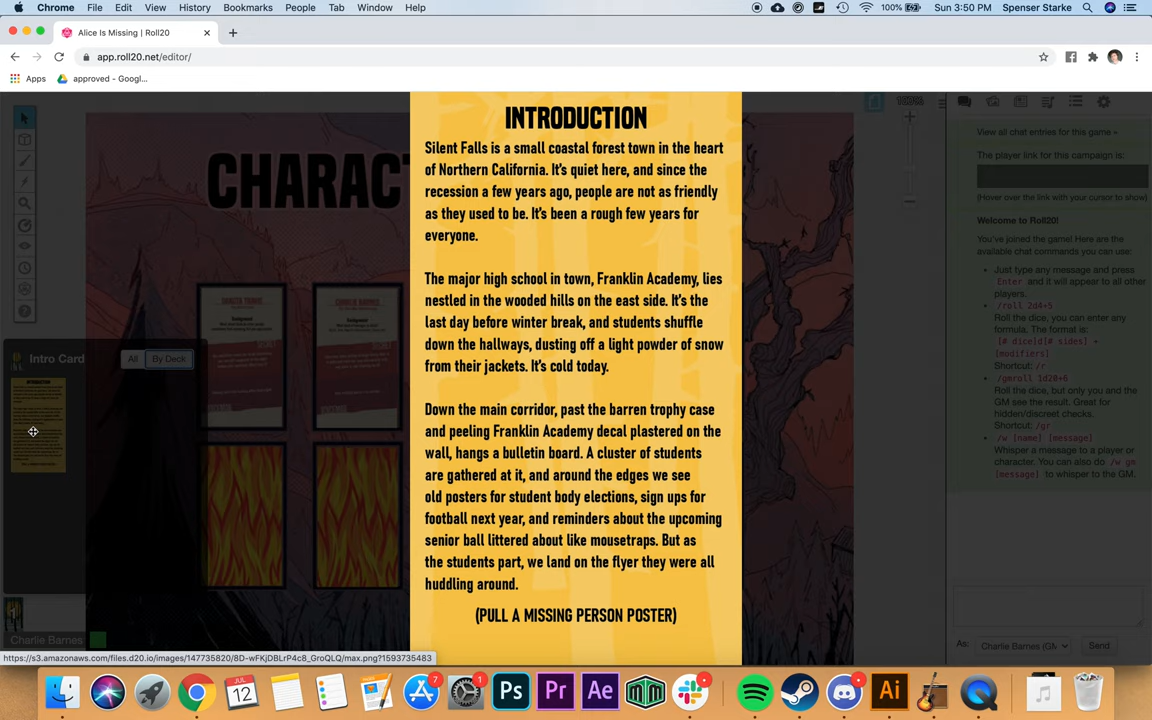 Chrome File Edit View History Bookmarks People Tab Window Help
100% Sun 3:50 PM Spenser Starke
Alice Is Missing | Roll20
app.roll20.net/editor/
Apps approved - Googl...
100%
CHARACT
INTRODUCTION
Silent Falls is a small coastal forest town in the heart
of Northern California. It's quiet here, and since the
recession a few years ago, people are not as friendly
as they used to be. It's been a rough few years for
everyone.
The major high school in town, Franklin Academy, lies
nestled in the wooded hills on the east side. It's the
last day before winter break, and students shuffle
down the hallways, dusting off a light powder of snow
from their jackets. It's cold today.
Down the main corridor, past the barren trophy case
and peeling Franklin Academy decal plastered on the
wall, hangs a bulletin board. A cluster of students
are gathered at it, and around the edges we see
old posters for student body elections, sign ups for
football next year, and reminders about the upcoming
senior ball littered about like mousetraps. But as
the students part, we land on the flyer they were all
huddling around.
(PULL A MISSING PERSON POSTER)
Intro Card
All By Deck
INTRODUCTION
DAKOTA TRAVIS
CHARLIE BARNES
Charlie Barnes
View all chat entries for this game »
The player link for this campaign is:
(Hover over the link with your cursor to show)
Welcome to Roll20!
You've joined the game! Here are the
available chat commands you can use:
Just type any message and press
Enter and it will appear to all other
players.
/roll 2d4+5
Roll the dice, you can enter any
formula. The format is:
[# dice]d[# sides] +
[modifiers]
Shortcut: /r
/gmroll 1d20+6
Roll the dice, but only you and the
GM see the result. Great for
hidden/discreet checks.
Shortcut: /gr
/w [name] [message]
Whisper a message to a player or
character. You can also do /w gm
[message] to whisper to the GM.
As: Charlie Barnes (GM Send
https://s3.amazonaws.com/files.d20.io/images/147735820/8D-wFKjDBLrP4c8_GroQLQ/max.png?1593735483
JUL
12
7
1
Ps
Pr
Ae
Ai